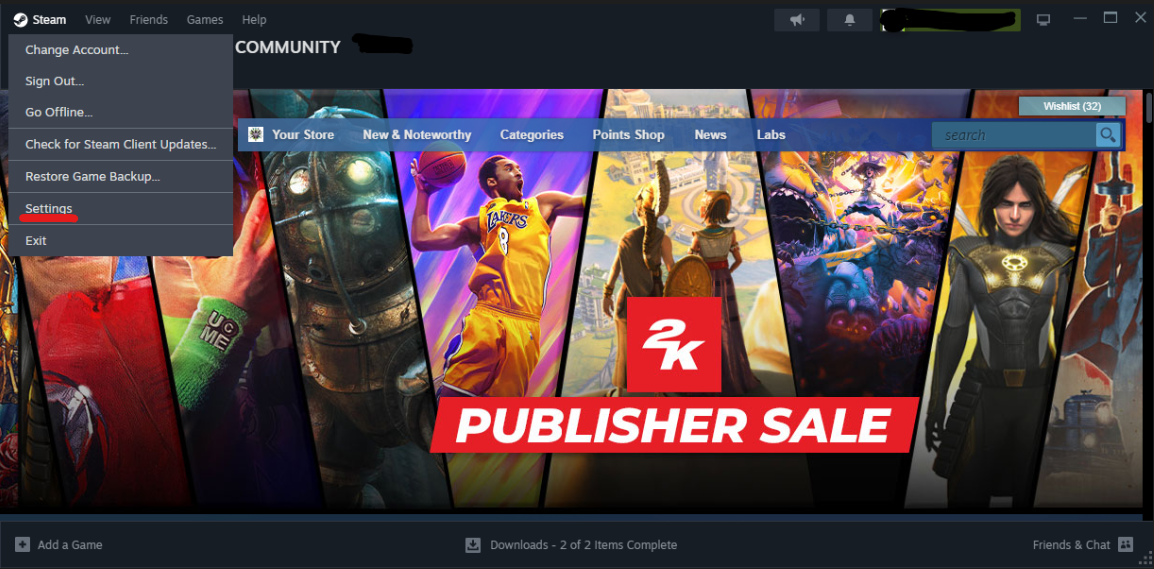 Steam View Friends Games Help
Change Account...
Sign Out...
Go Offline...
Check for Steam Client Updates...
Restore Game Backup...
Settings
Exit
COMMUNITY
Wishlist (32)
Your Store New & Noteworthy Categories Points Shop News Labs search
LAKERS
8
U C
ME
2K
PUBLISHER SALE
Add a Game Downloads - 2 of 2 Items Complete Friends & Chat